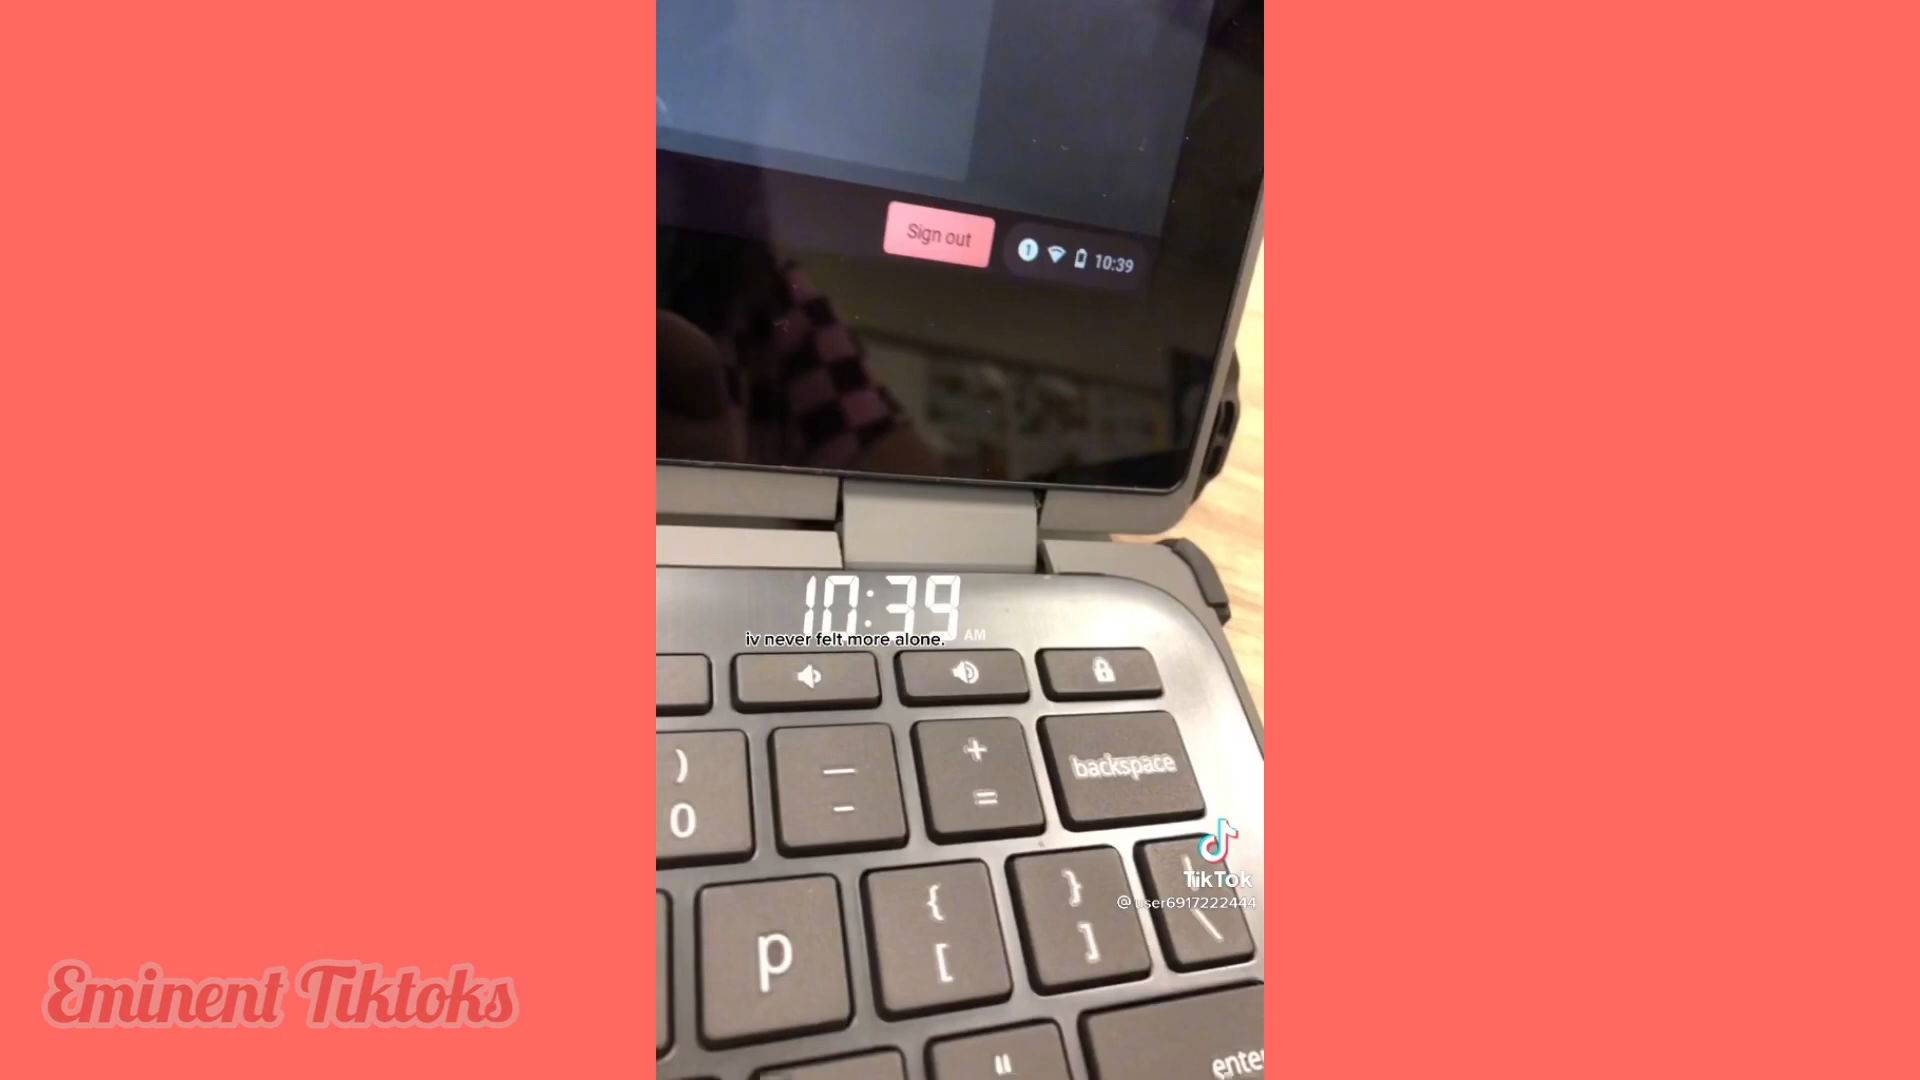 Sign out
1
10:39
10:39
AM
iv never felt more alone.
)
0
—
-
+
=
backspace
p
{
[
}
]
|
\
"
enter
TikTok
@user6917222444
Eminent Tiktoks